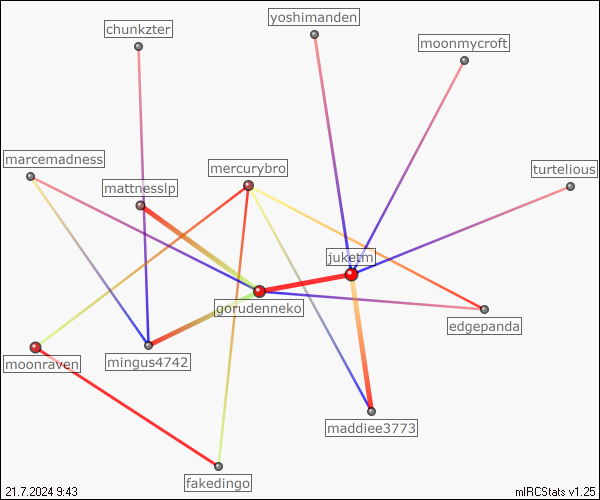 yoshimanden
chunkzter
moonmycroft
marcemadness
mercurybro
turtelious
mattnesslp
juketm
gorudenneko
edgepanda
mingus4742
moonraven
maddiee3773
fakedingo
21.7.2024 9:43
mIRCStats v1.25